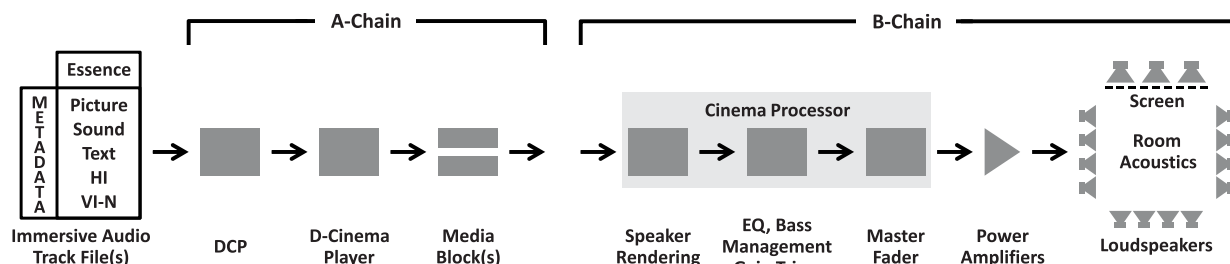 A-Chain
B-Chain
Essence
METADATA
Picture
Sound
Text
HI
VI-N
Cinema Processor
Screen
Room
Acoustics
Immersive Audio
Track File(s)
DCP
D-Cinema
Player
Media
Block(s)
Speaker
Rendering
EQ, Bass
Management
Master
Fader
Power
Amplifiers
Loudspeakers